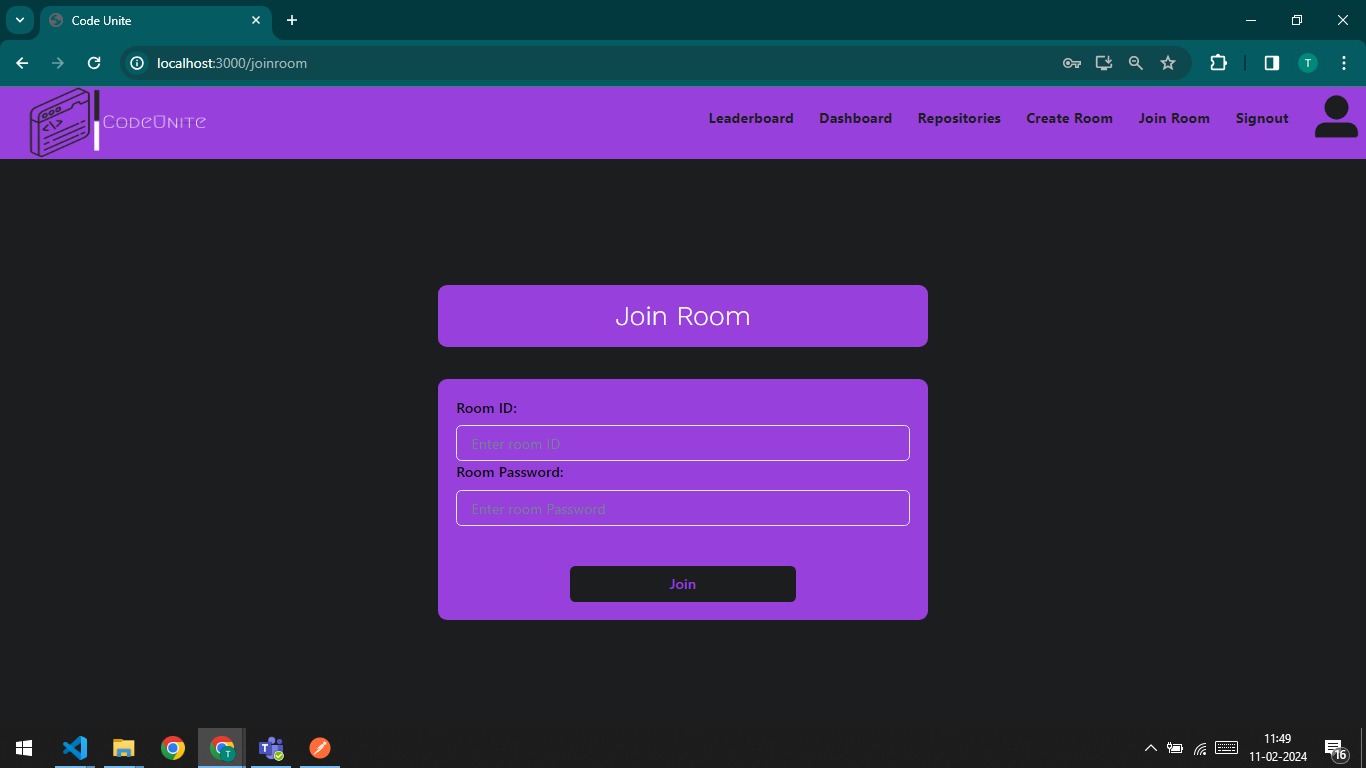 Code Unite
localhost:3000/joinroom
T
CODEUNITE
Leaderboard Dashboard Repositories Create Room Join Room Signout
Join Room
Room ID:
Enter room ID
Room Password:
Enter room Password
Join
T
T
11:49
11-02-2024
16